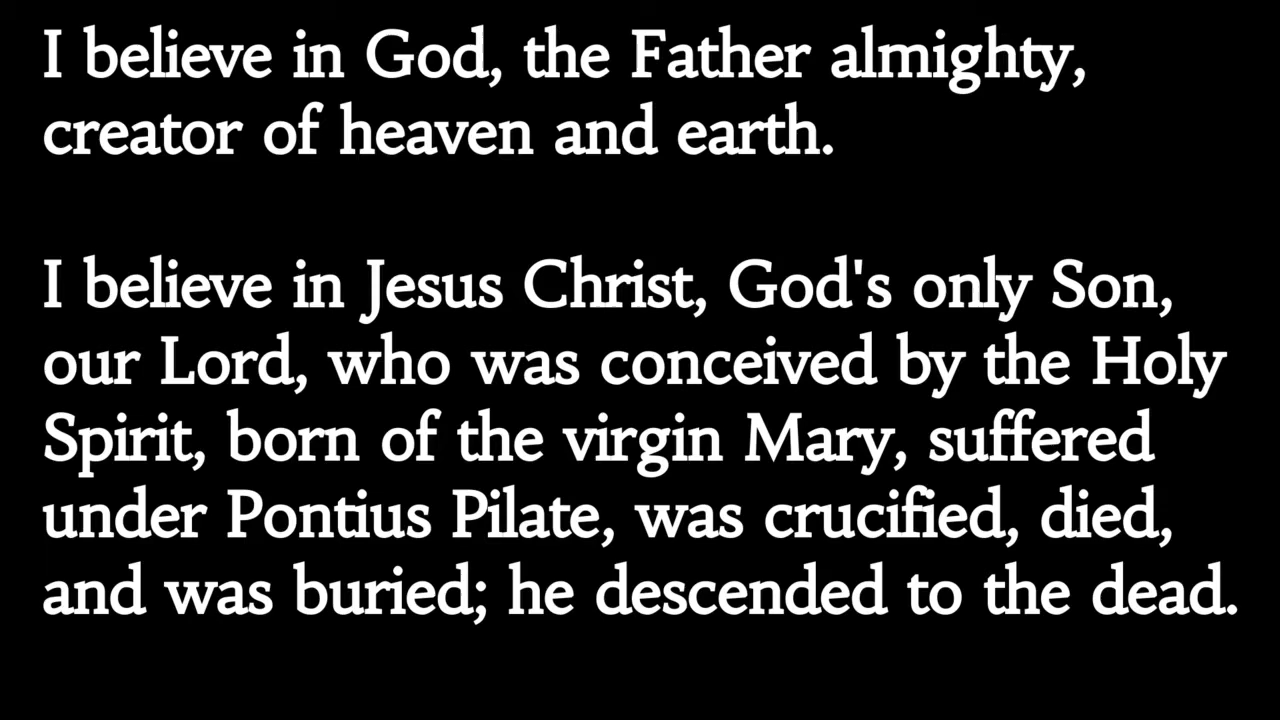 I believe in God, the Father almighty,
creator of heaven and earth.
I believe in Jesus Christ, God's only Son,
our Lord, who was conceived by the Holy
Spirit, born of the virgin Mary, suffered
under Pontius Pilate, was crucified, died,
and was buried; he descended to the dead.